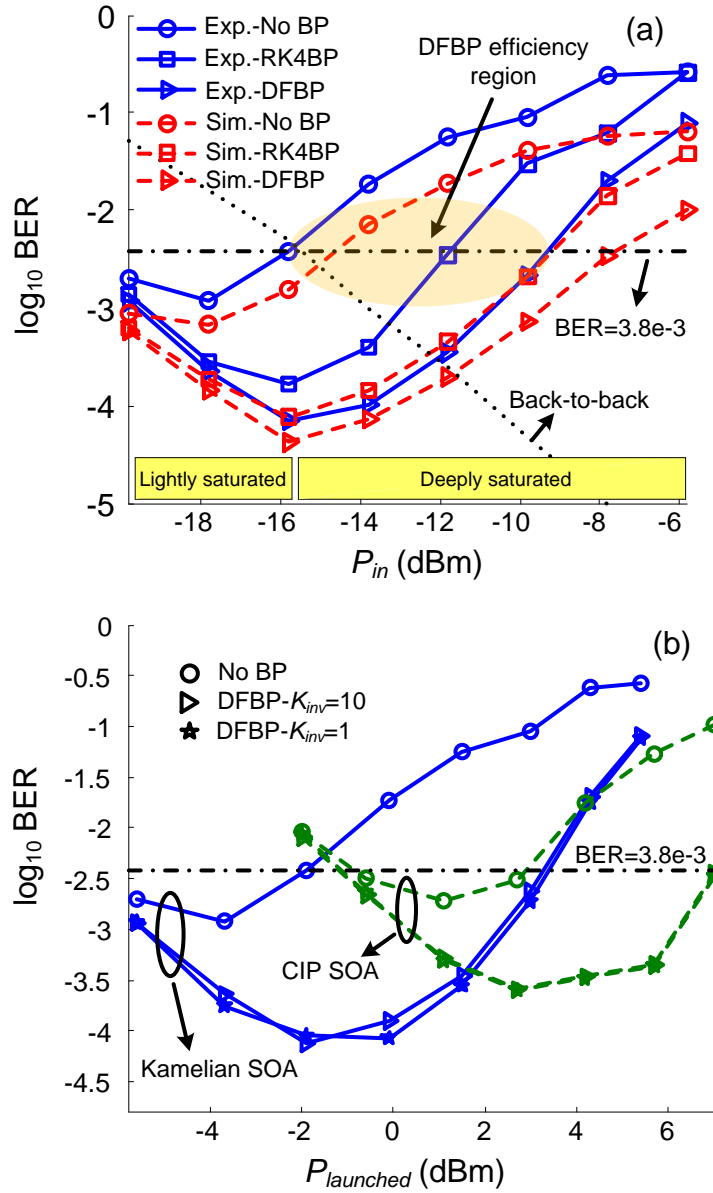 (a)
Exp.-No BP
Exp.-RK4BP
Exp.-DFBP
Sim.-No BP
Sim.-RK4BP
Sim.-DFBP
DFBP efficiency
region
BER=3.8e-3
Back-to-back
Lightly saturated
Deeply saturated
0
-1
-2
-3
-4
-5
log10 BER
-18
-16
-14
-12
-10
-8
-6
Pin (dBm)
(b)
No BP
DFBP-Kinv=10
DFBP-Kinv=1
BER=3.8e-3
CIP SOA
Kamelian SOA
0
-0.5
-1
-1.5
-2
-2.5
-3
-3.5
-4
-4.5
log10 BER
-4
-2
0
2
4
6
Plaunched (dBm)